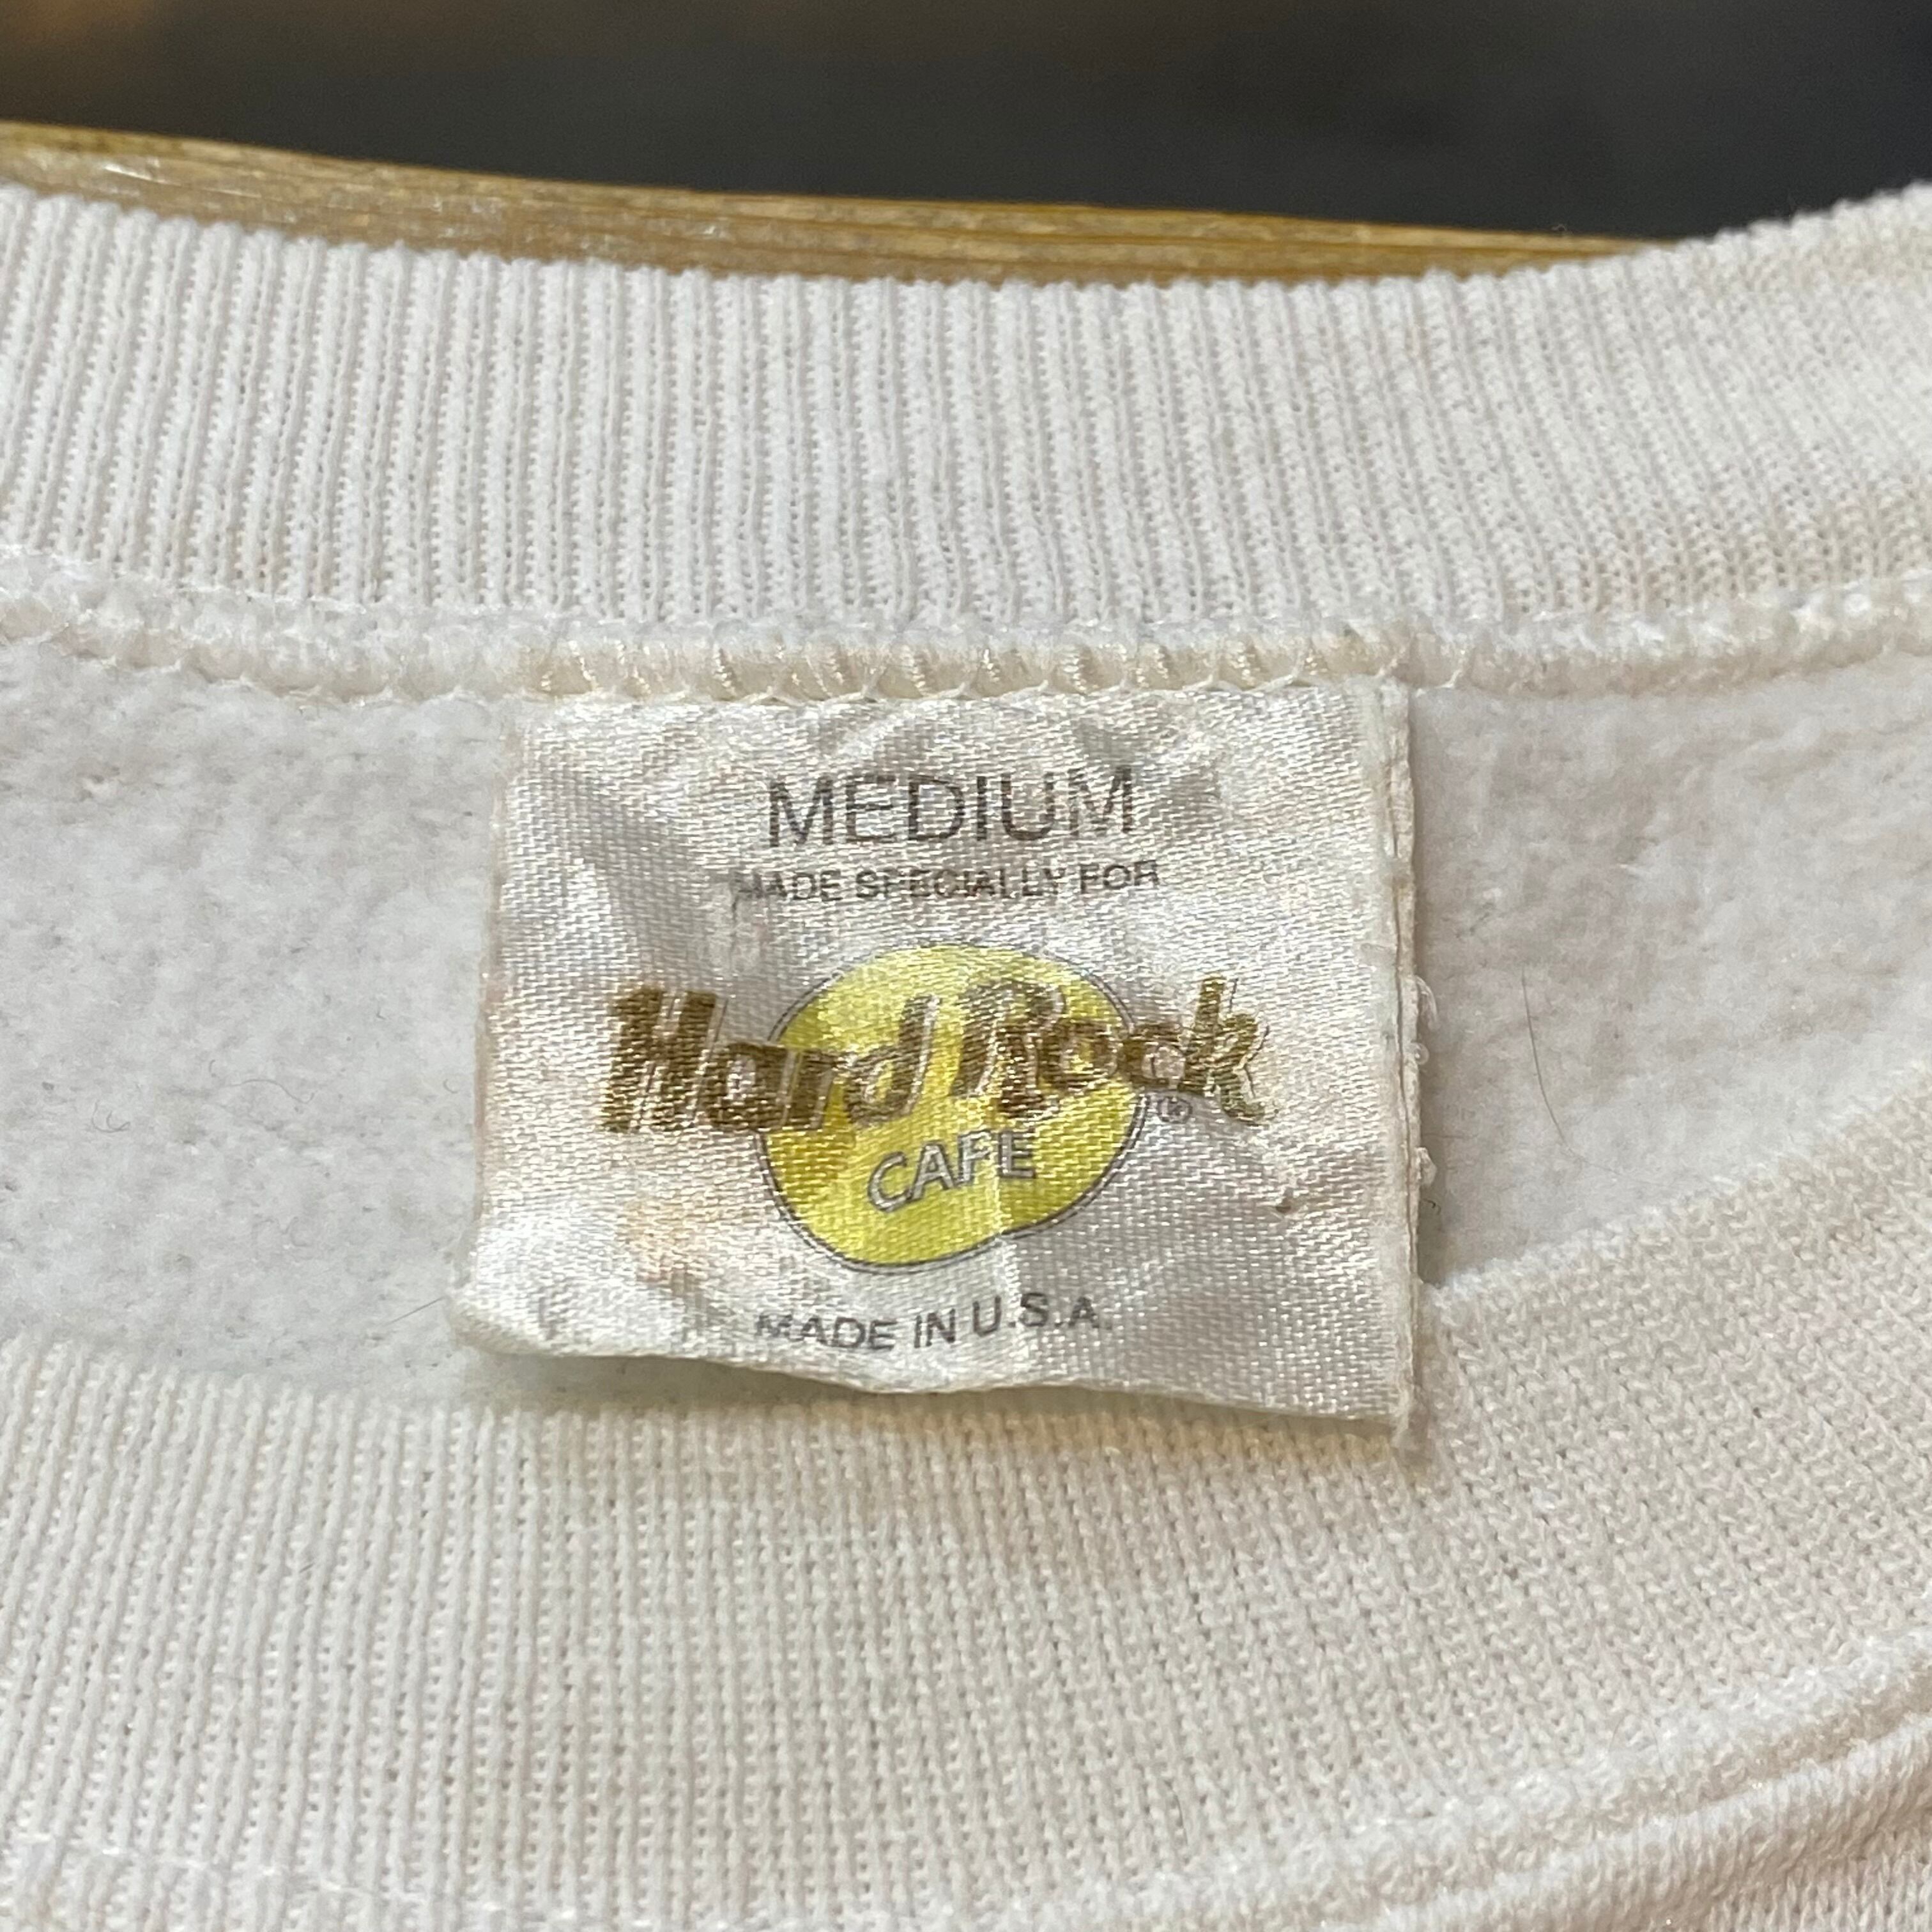 MEDIUM
MADE SPECIALLY FOR
Hard Rock
®
CAFE
MADE IN U.S.A.